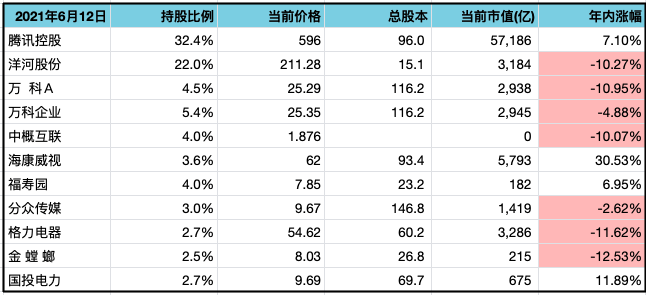 2021年6月12日 持股比例 当前价格 总股本 当前市值(亿) 年内涨幅
腾讯控股 32.4% 596 96.0 57,186 7.10%
洋河股份 22.0% 211.28 15.1 3,184 -10.27%
万 科A 4.5% 25.29 116.2 2,938 -10.95%
万科企业 5.4% 25.35 116.2 2,945 -4.88%
中概互联 4.0% 1.876 0 -10.07%
海康威视 3.6% 62 93.4 5,793 30.53%
福寿园 4.0% 7.85 23.2 182 6.95%
分众传媒 3.0% 9.67 146.8 1,419 -2.62%
格力电器 2.7% 54.62 60.2 3,286 -11.62%
金 螳 螂 2.5% 8.03 26.8 215 -12.53%
国投电力 2.7% 9.69 69.7 675 11.89%